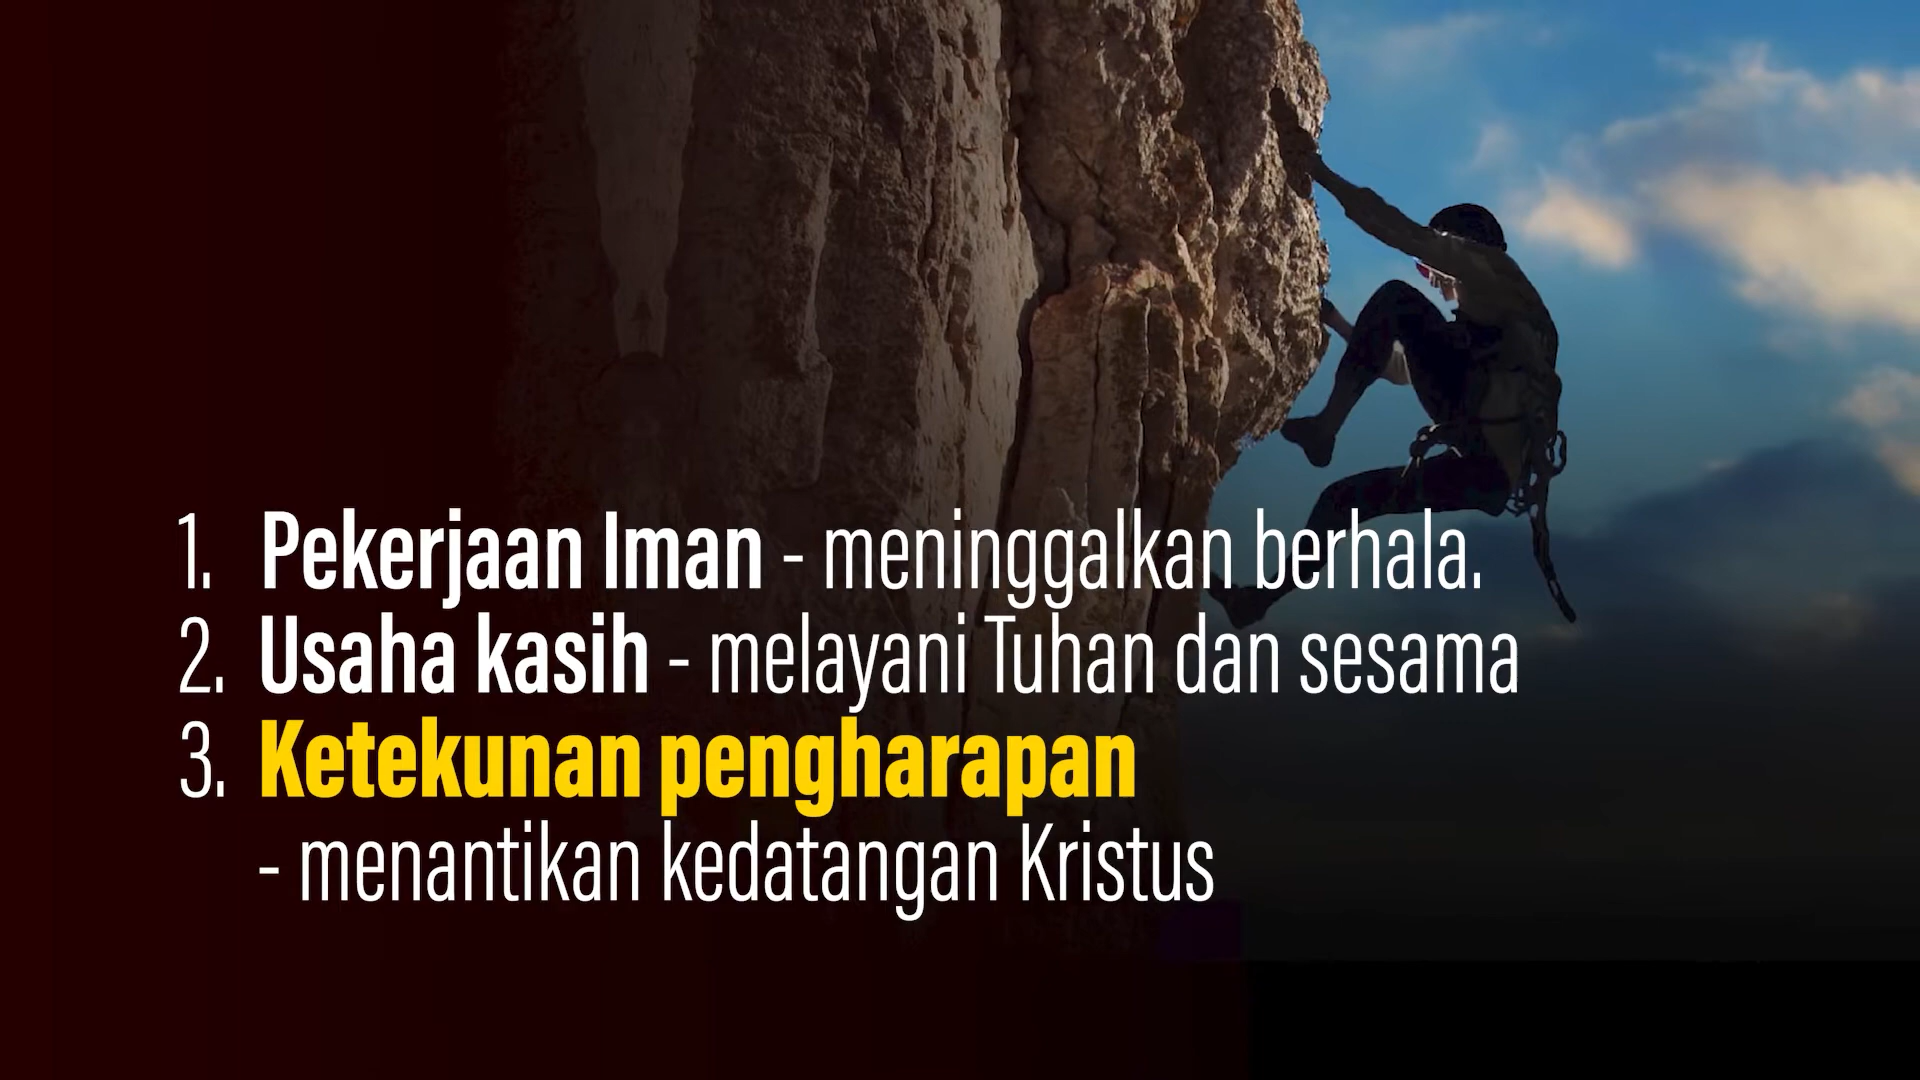 1. Pekerjaan Iman - meninggalkan berhala.
2. Usaha kasih - melayani Tuhan dan sesama
3. Ketekunan pengharapan
- menantikan kedatangan Kristus